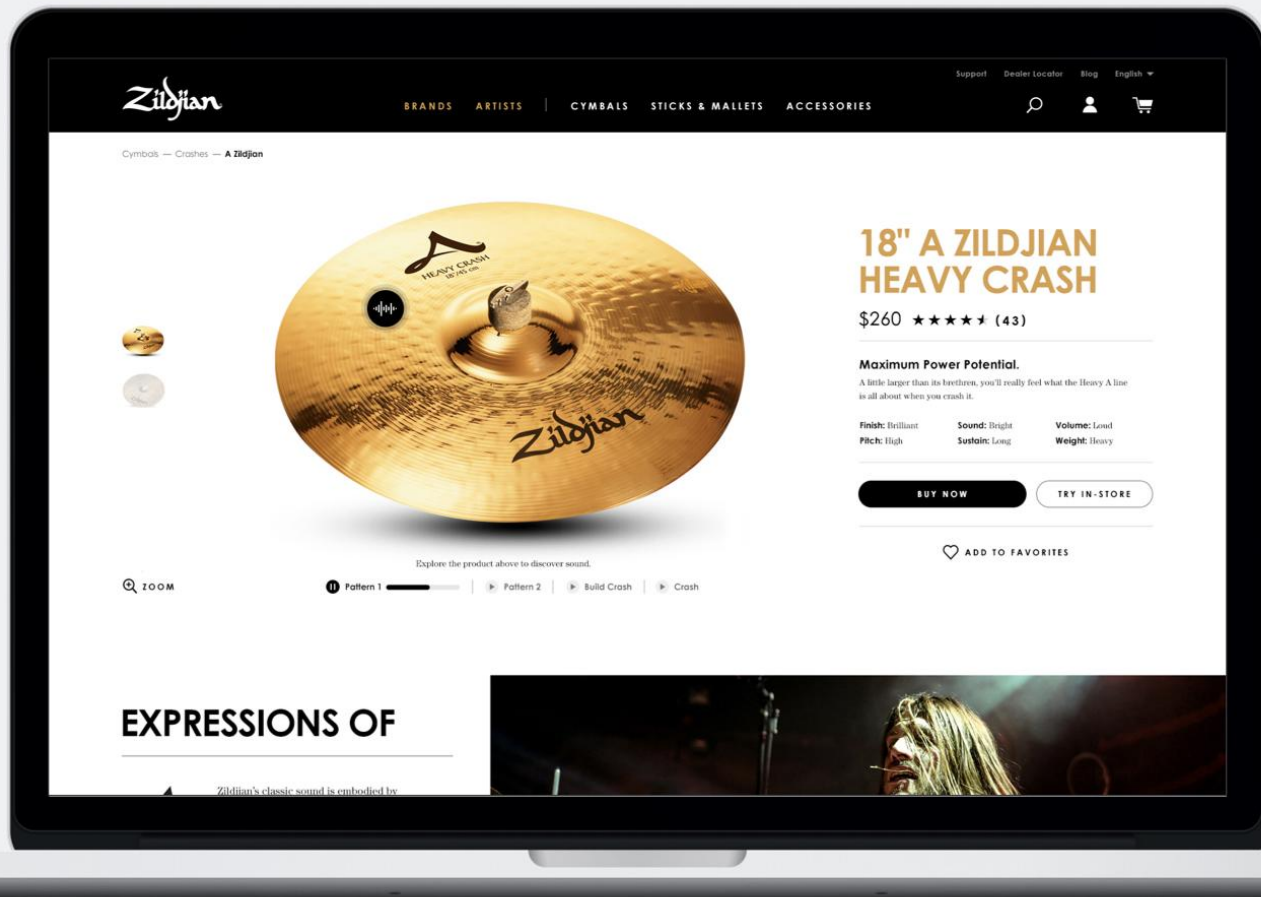 Support Dealer Locator Blog English
Zildjian
BRANDS ARTISTS CYMBALS STICKS & MALLETS ACCESSORIES
Cymbals — Crashes — A Zildjian
A
HEAVY CRASH
18"/45 cm
Zildjian
18" A ZILDJIAN
HEAVY CRASH
$260 (43)
Maximum Power Potential.
A little larger than its brethren, you'll really feel what the Heavy A line
is all about when you crash it.
Finish: Brilliant Sound: Bright Volume: Loud
Pitch: High Sustain: Long Weight: Heavy
BUY NOW TRY IN-STORE
ADD TO FAVORITES
Explore the product above to discover sound.
ZOOM
Pattern 1 Pattern 2 Build Crash Crash
EXPRESSIONS OF
Zildjian's classic sound is embodied by